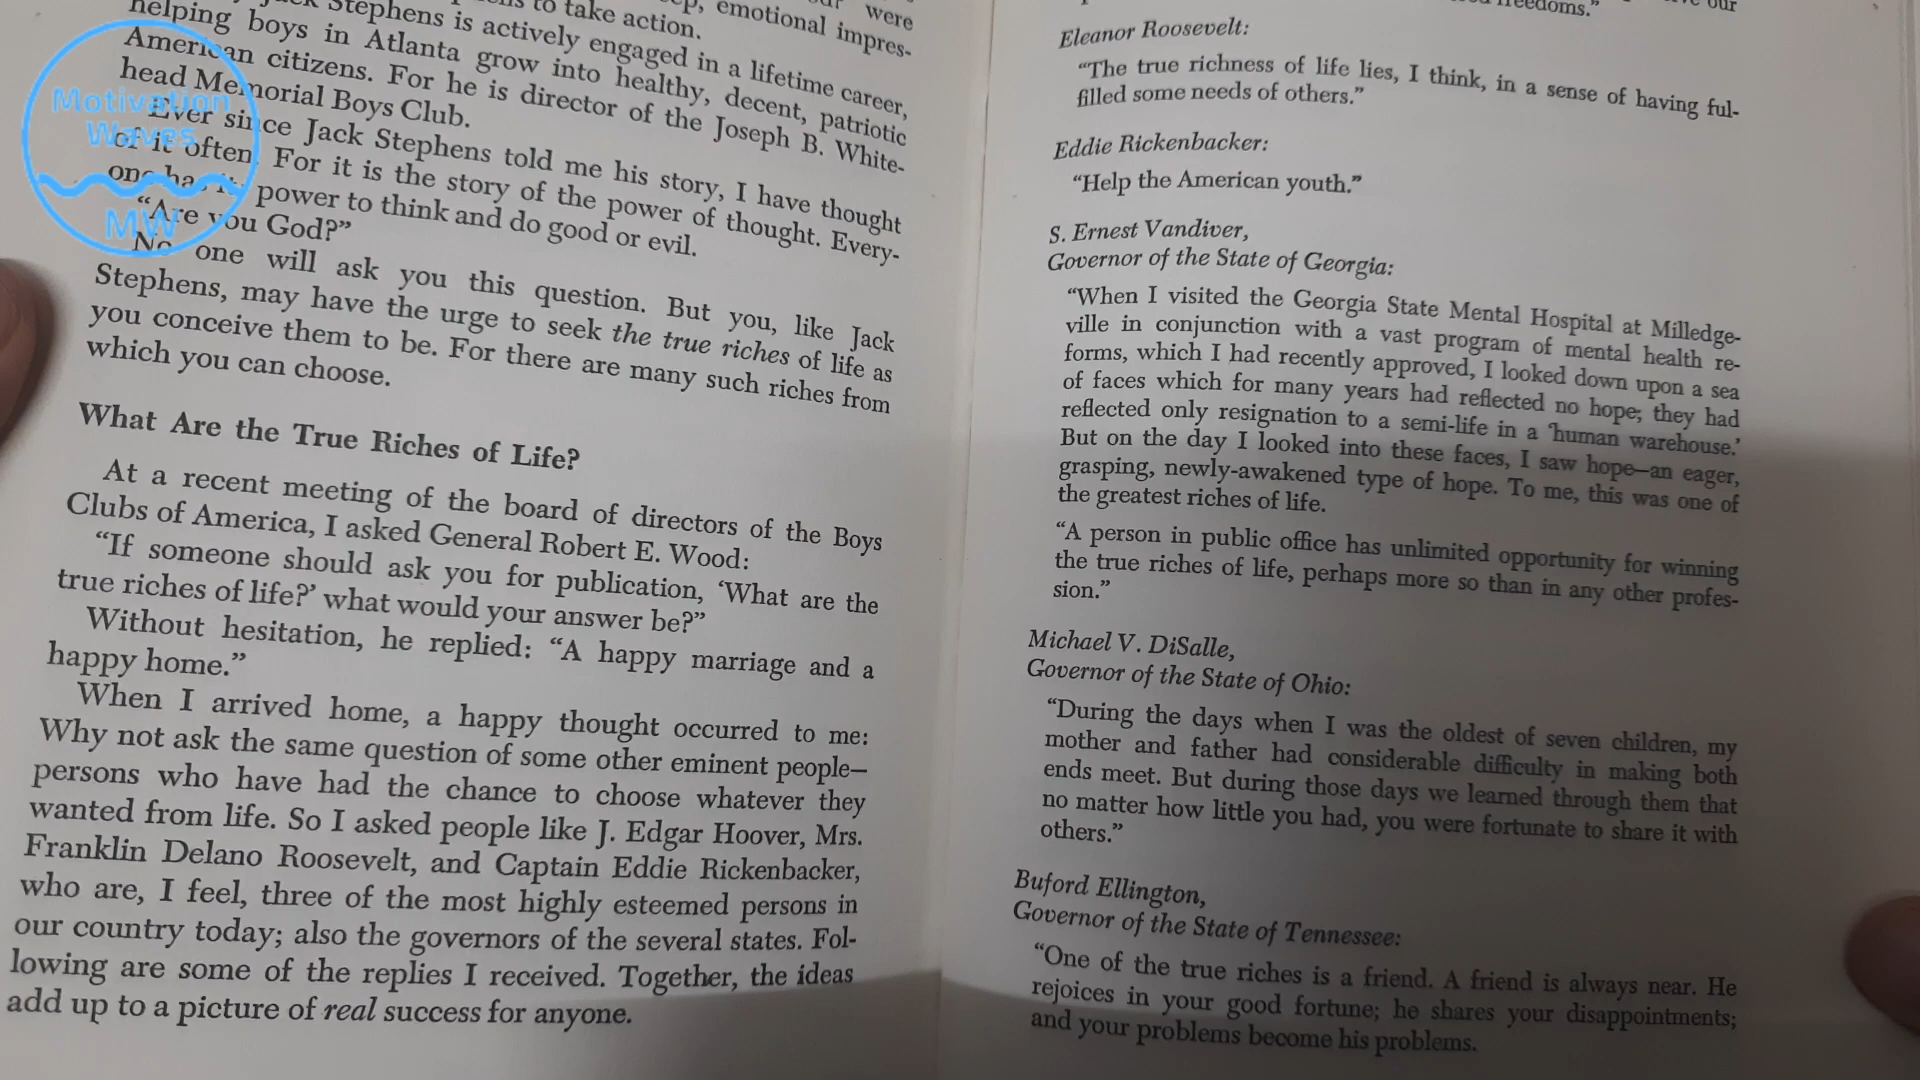 to take action.
emotional impres-
were
Stephens is actively engaged in a lifetime career,
helping boys in Atlanta grow into healthy, decent, patriotic
American citizens. For he is director of the Joseph B. White-
head Memorial Boys Club.
Ever since Jack Stephens told me his story, I have thought
of it often. For it is the story of the power of thought. Every-
one has power to think and do good or evil.
“Are you God?”
No one will ask you this question. But you, like Jack
Stephens, may have the urge to seek the true riches of life as
you conceive them to be. For there are many such riches from
which you can choose.
What Are the True Riches of Life?
At a recent meeting of the board of directors of the Boys
Clubs of America, I asked General Robert E. Wood:
“If someone should ask you for publication, ‘What are the
true riches of life?’ what would your answer be?”
Without hesitation, he replied: “A happy marriage and a
happy home.”
When I arrived home, a happy thought occurred to me:
Why not ask the same question of some other eminent people—
persons who have had the chance to choose whatever they
wanted from life. So I asked people like J. Edgar Hoover, Mrs.
Franklin Delano Roosevelt, and Captain Eddie Rickenbacker,
who are, I feel, three of the most highly esteemed persons in
our country today; also the governors of the several states. Fol-
lowing are some of the replies I received. Together, the ideas
add up to a picture of real success for anyone.
Motivation
Waves
MW
our
freedoms.”
Eleanor Roosevelt:
“The true richness of life lies, I think, in a sense of having ful-
filled some needs of others.”
Eddie Rickenbacker:
“Help the American youth.”
S. Ernest Vandiver,
Governor of the State of Georgia:
“When I visited the Georgia State Mental Hospital at Milledge-
ville in conjunction with a vast program of mental health re-
forms, which I had recently approved, I looked down upon a sea
of faces which for many years had reflected no hope; they had
reflected only resignation to a semi-life in a ‘human warehouse.’
But on the day I looked into these faces, I saw hope—an eager,
grasping, newly-awakened type of hope. To me, this was one of
the greatest riches of life.
“A person in public office has unlimited opportunity for winning
the true riches of life, perhaps more so than in any other profes-
sion.”
Michael V. DiSalle,
Governor of the State of Ohio:
“During the days when I was the oldest of seven children, my
mother and father had considerable difficulty in making both
ends meet. But during those days we learned through them that
no matter how little you had, you were fortunate to share it with
others.”
Buford Ellington,
Governor of the State of Tennessee:
“One of the true riches is a friend. A friend is always near. He
rejoices in your good fortune; he shares your disappointments;
and your problems become his problems.